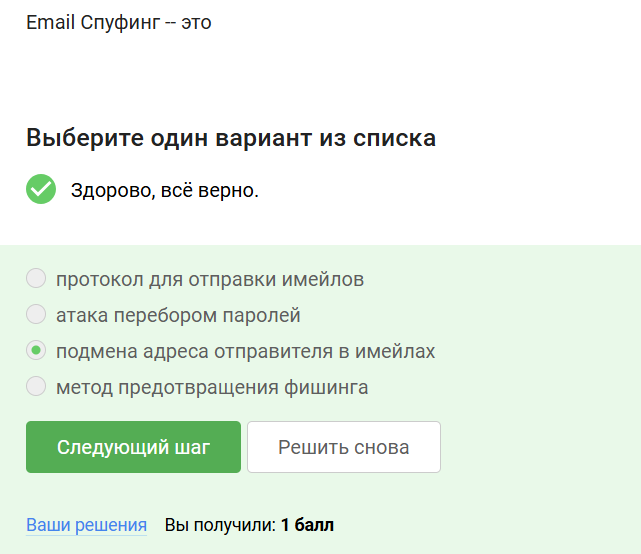 Email Спуфинг -- это
Выберите один вариант из списка
Здорово, всё верно.
протокол для отправки имейлов
атака перебором паролей
подмена адреса отправителя в имейлах
метод предотвращения фишинга
Следующий шаг Решить снова
Ваши решения Вы получили: 1 балл